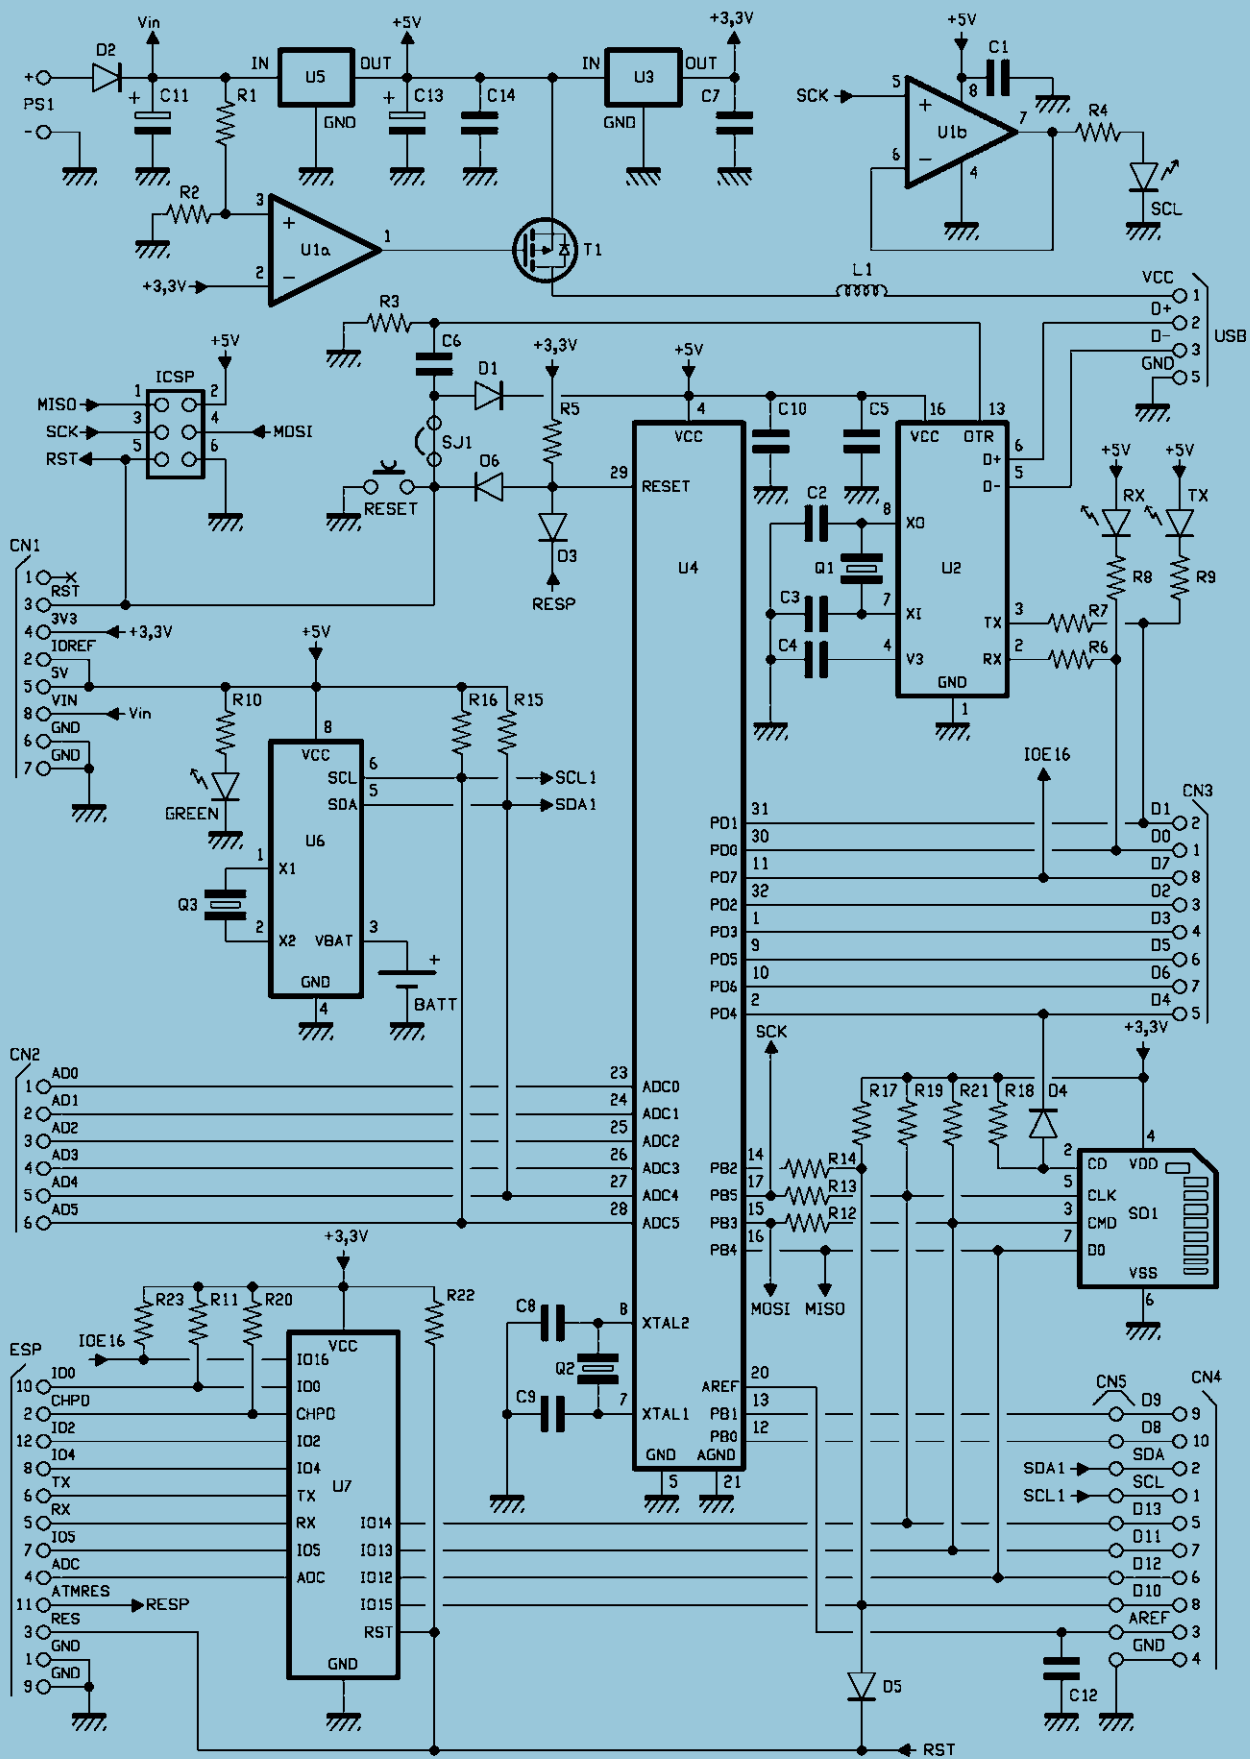 Vin
+5V
+3,3V
+5V
D2
IN
U5
OUT
IN
U3
OUT
C1
+
PS1
-
+
C11
R1
GND
+
C13
C14
GND
C7
SCK
5
+
8
U1b
7
R4
6
-
4
SCL
R2
3
+
U1a
1
2
-
+3,3V
T1
L1
VCC
1
D+
2
D-
3
GND
5
USB
R3
C6
+3,3V
+5V
+5V
ICSP
1
2
MISO
3
4
SCK
MOSI
5
6
RST
D1
R5
SJ1
D6
RESET
D3
RESP
4
VCC
29
RESET
U4
C10
C5
16
13
VCC
DTR
6
D+
5
D-
C2
8
XO
Q1
U2
C3
7
XI
C4
4
V3
3
TX
R7
2
RX
R6
GND
1
+5V
+5V
RX
TX
R8
R9
CN1
1
RST
3
3V3
4
+3,3V
IOREF
2
5V
5
VIN
8
Vin
GND
6
GND
7
+5V
R10
GREEN
8
VCC
6
SCL
SCL1
5
SDA
SDA1
U6
1
X1
Q3
2
X2
3
VBAT
GND
4
+
BATT
R16
R15
IOE16
CN3
31
PD1
D1
2
30
PD0
D0
1
11
PD7
D7
8
32
PD2
D2
3
1
PD3
D3
4
9
PD5
D5
6
10
PD6
D6
7
2
PD4
D4
5
SCK
+3,3V
CN2
1
AD0
23
ADC0
2
AD1
24
ADC1
3
AD2
25
ADC2
4
AD3
26
ADC3
5
AD4
27
ADC4
6
AD5
28
ADC5
R17
R19
R21
R18
D4
14
PB2
R14
17
PB5
R13
15
PB3
R12
16
PB4
MOSI
MISO
2
CD
VDD
4
5
CLK
3
CMD
SD1
7
D0
VSS
6
+3,3V
R23
R11
R20
R22
IOE16
VCC
IO16
ESP
10
IO0
IO0
2
CHPD
CHPD
12
IO2
IO2
8
IO4
IO4
6
TX
TX
U7
5
RX
RX
IO14
7
IO5
IO5
IO13
4
ADC
ADC
IO12
11
ATMRES
RESP
IO15
3
RES
RST
1
GND
GND
9
GND
C8
8
XTAL2
Q2
C9
7
XTAL1
20
AREF
13
PB1
12
PB0
GND
AGND
5
21
CN5
CN4
D9
9
D8
10
SDA1
SDA
2
SCL1
SCL
1
D13
5
D11
7
D12
6
D10
8
AREF
3
GND
4
D5
C12
RST